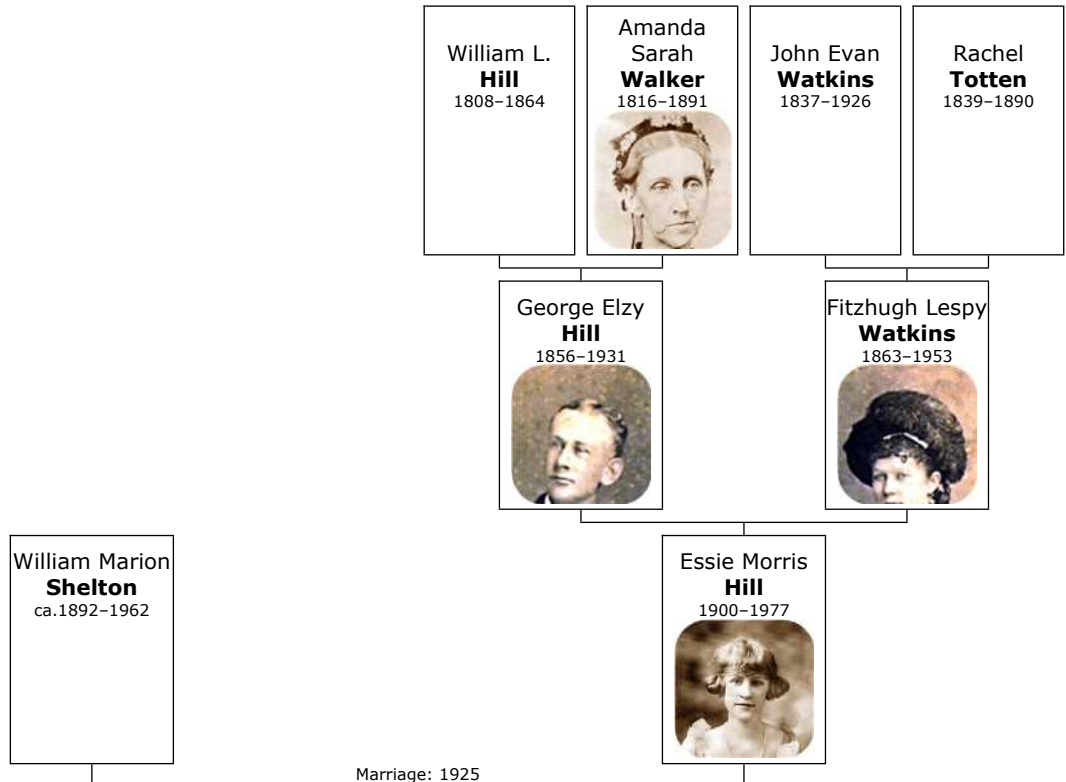 William L.
Hill
1808–1864
Amanda
Sarah
Walker
1816–1891
John Evan
Watkins
1837–1926
Rachel
Totten
1839–1890
George Elzy
Hill
1856–1931
Fitzhugh Lespy
Watkins
1863–1953
William Marion
Shelton
ca.1892–1962
Essie Morris
Hill
1900–1977
Marriage: 1925